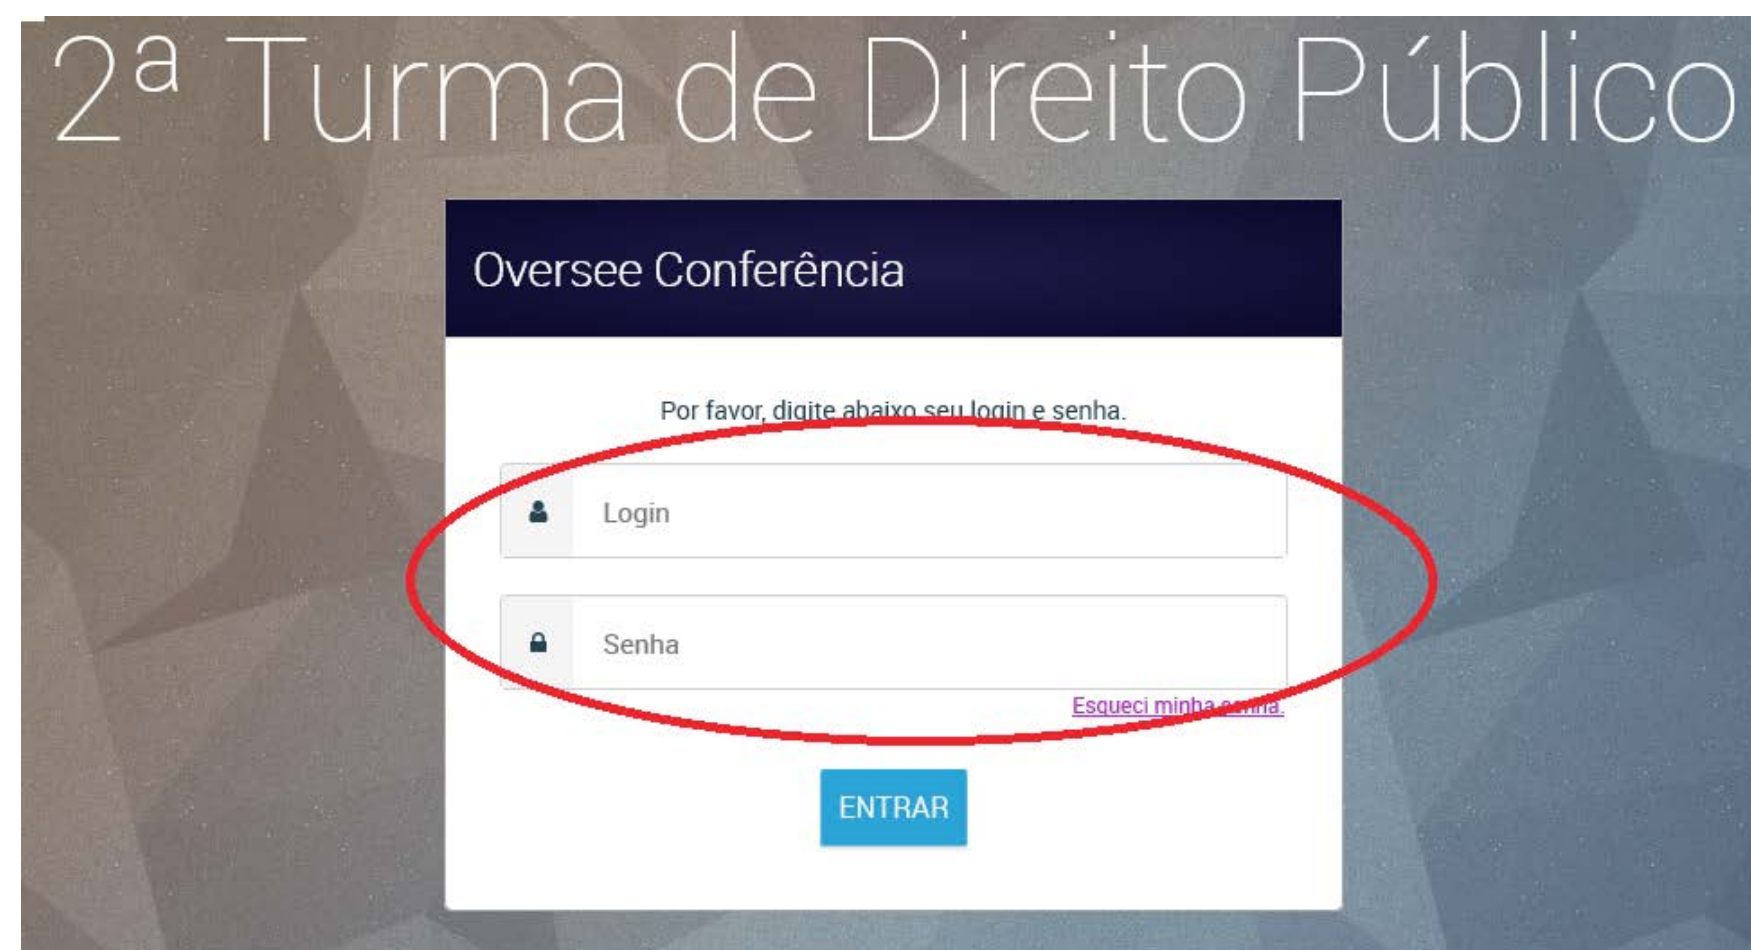 2ª Turma de Direito Público
Oversee Conferência
Por favor, digite abaixo seu login e senha.
Login
Senha
Esqueci minha senha.
ENTRAR